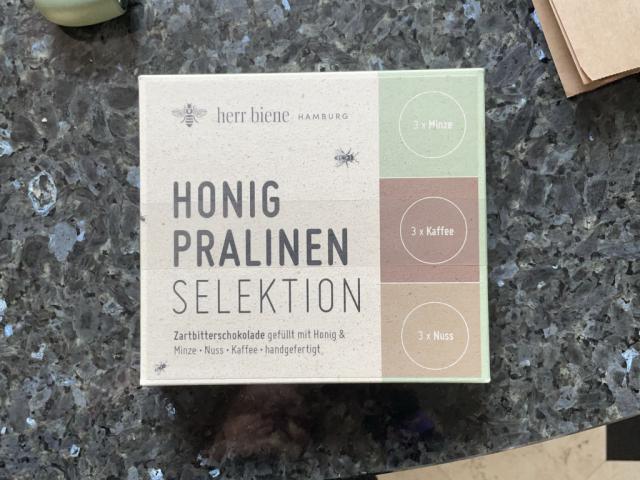 herr biene HAMBURG
HONIG
PRALINEN
SELEKTION
Zartbitterschokolade gefüllt mit Honig &
Minze • Nuss • Kaffee • handgefertigt
3 x Minze
3 x Kaffee
3 x Nuss